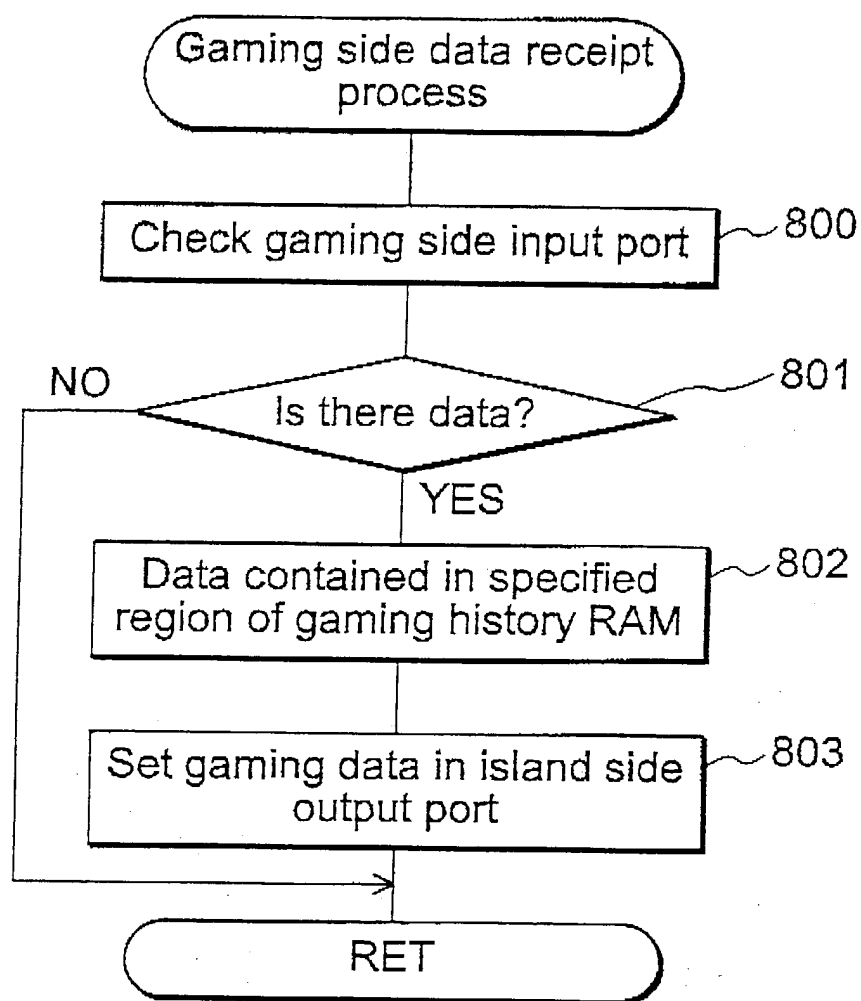 Gaming side data receipt
process
Check gaming side input port
800
NO
Is there data?
801
YES
Data contained in specified
region of gaming history RAM
802
Set gaming data in island side
output port
803
RET